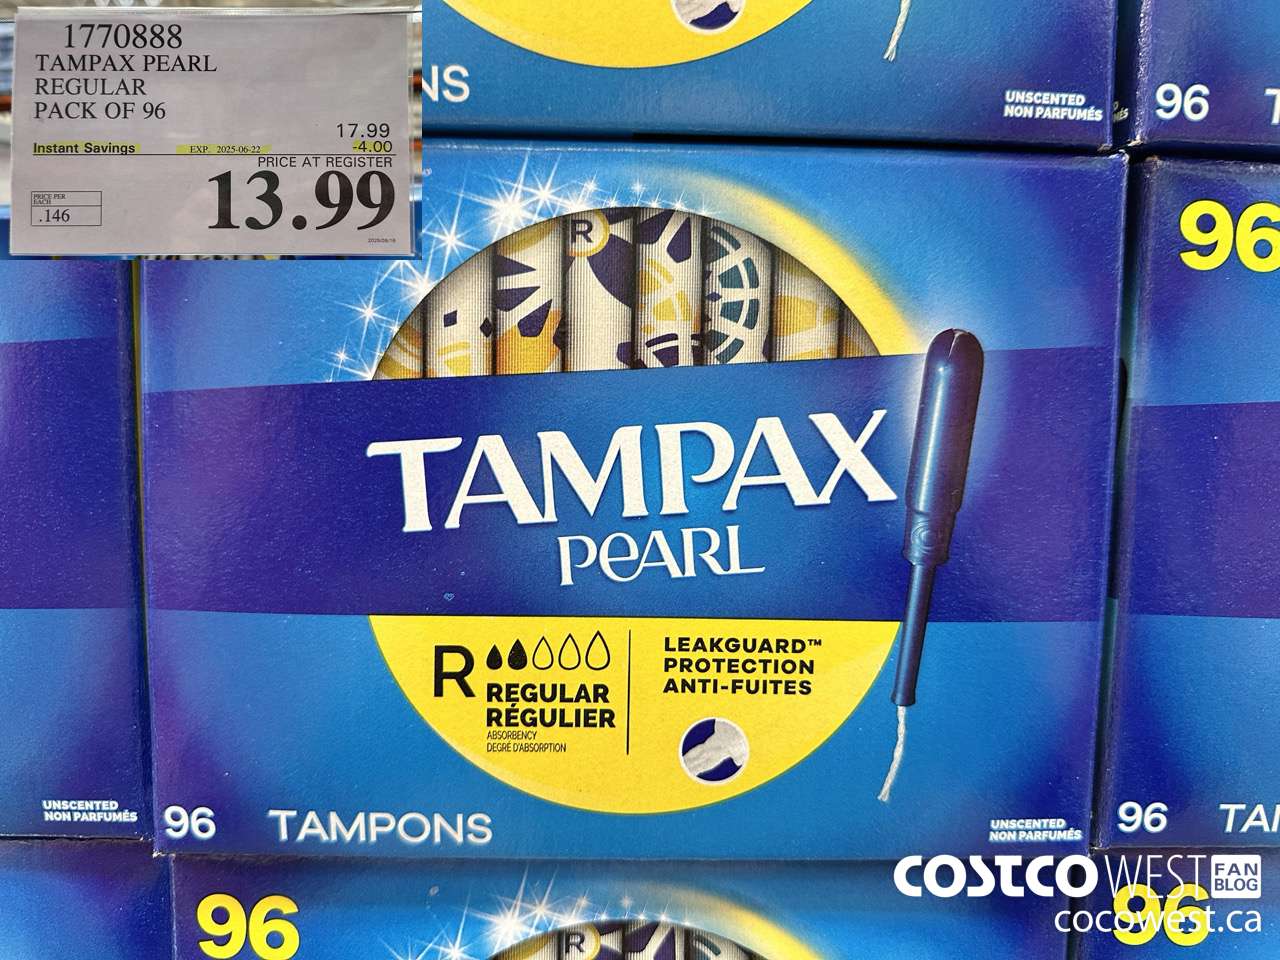 1770888
TAMPAX PEARL
REGULAR
PACK OF 96
17.99
Instant Savings EXP. 2025-06-22 -4.00
PRICE AT REGISTER
13.99
PRICE PER
EACH
.146
NS
UNSCENTED
NON PARFUMÉS
96 T
96
R
TAMPAX
PEARL
R
REGULAR
RÉGULIER
ABSORBENCY
DEGRÉ D'ABSORPTION
LEAKGUARD™
PROTECTION
ANTI-FUITES
UNSCENTED
NON PARFUMÉS
96 TAMPONS
UNSCENTED
NON PARFUMÉS
96 TA
96
R
96
COSTCO WEST FAN BLOG
cocowest.ca